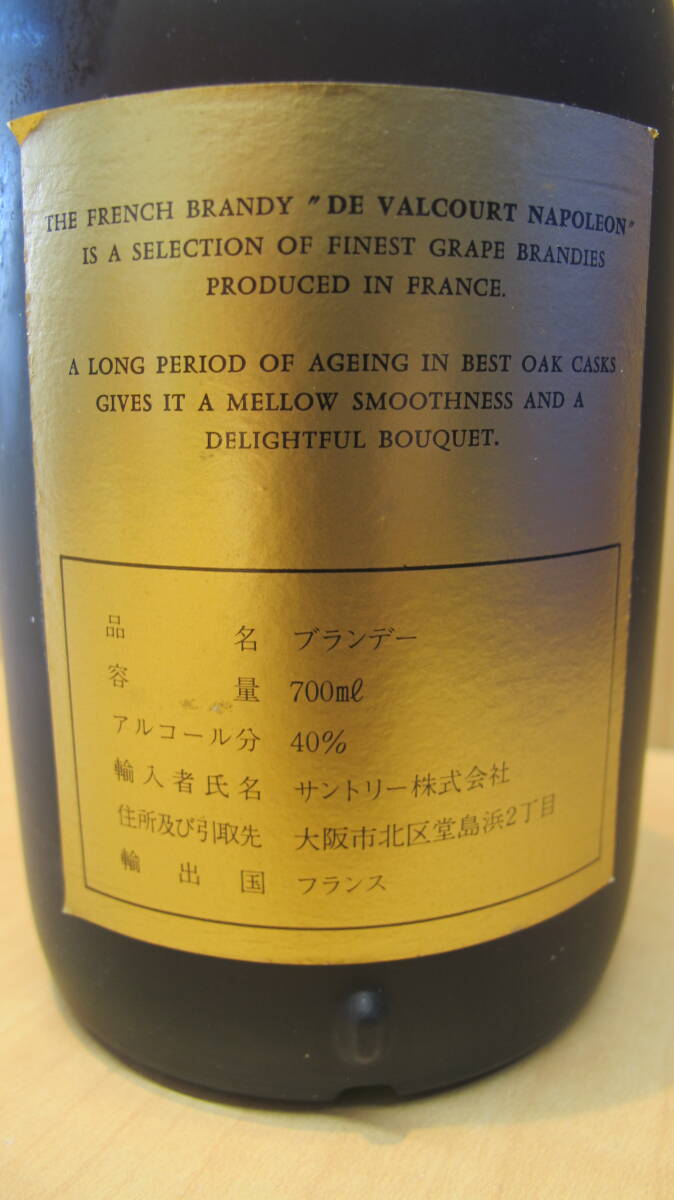 THE FRENCH BRANDY "DE VALCOURT NAPOLEON"
IS A SELECTION OF FINEST GRAPE BRANDIES
PRODUCED IN FRANCE.
A LONG PERIOD OF AGEING IN BEST OAK CASKS
GIVES IT A MELLOW SMOOTHNESS AND A
DELIGHTFUL BOUQUET.
品名 ブランデー
容量 700mℓ
アルコール分 40%
輸入者氏名 サントリー株式会社
住所及び引取先 大阪市北区堂島浜2丁目
輸出国 フランス